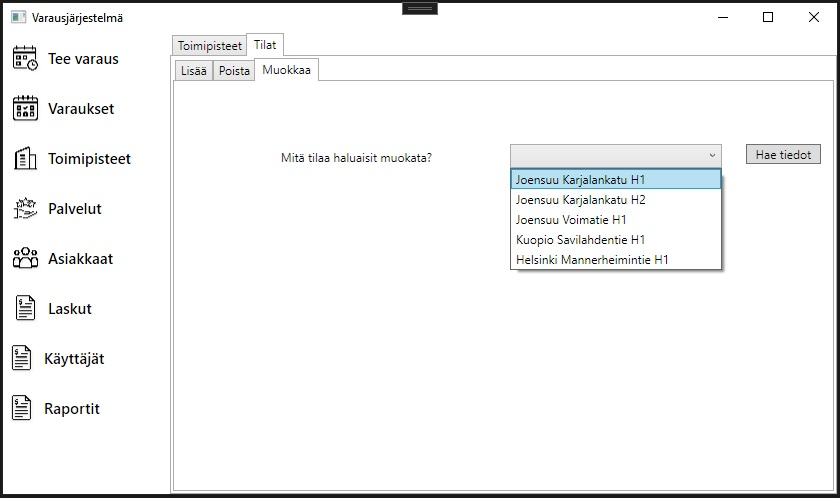 Varausjärjestelmä
Tee varaus
Varaukset
Toimipisteet
Palvelut
Asiakkaat
Laskut
Käyttäjät
Raportit
Toimipisteet Tilat
Lisää Poista Muokkaa
Mitä tilaa haluaisit muokata?
Hae tiedot
Joensuu Karjalankatu H1
Joensuu Karjalankatu H2
Joensuu Voimatie H1
Kuopio Savilahdentie H1
Helsinki Mannerheimintie H1